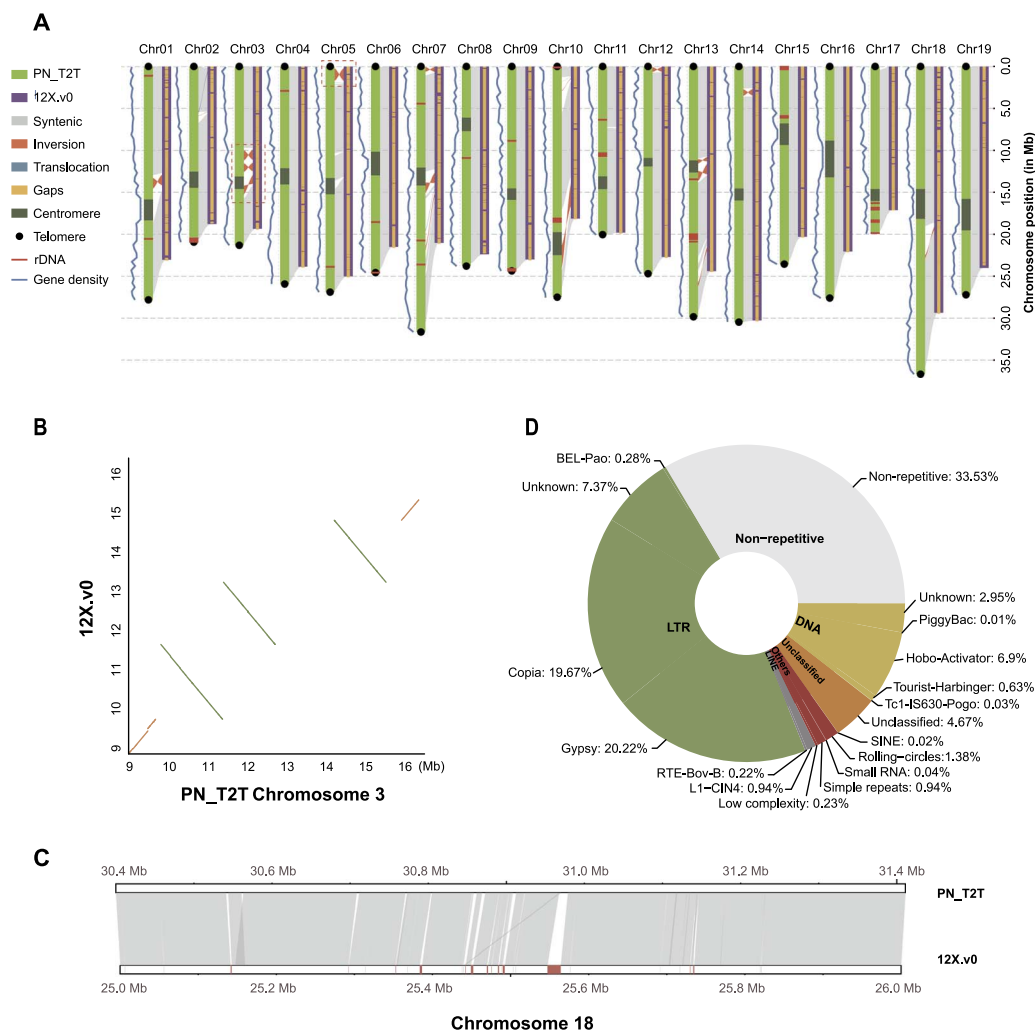 A
Chr01 Chr02 Chr03 Chr04 Chr05 Chr06 Chr07 Chr08 Chr09 Chr10 Chr11 Chr12 Chr13 Chr14 Chr15 Chr16 Chr17 Chr18 Chr19
PN_T2T
12X.v0
Syntenic
Inversion
Translocation
Gaps
Centromere
Telomere
rDNA
Gene density
0.0
5.0
10.0
15.0
20.0
25.0
30.0
35.0
Chromosome position (in Mb)
B
16
15
14
13
12
11
10
9
12X.v0
9 10 11 12 13 14 15 16 (Mb)
PN_T2T Chromosome 3
D
BEL-Pao: 0.28%
Unknown: 7.37%
Copia: 19.67%
Gypsy: 20.22%
RTE-Bov-B: 0.22%
L1-CIN4: 0.94%
Low complexity: 0.23%
Simple repeats: 0.94%
Small RNA: 0.04%
Rolling-circles:1.38%
SINE: 0.02%
Unclassified: 4.67%
Tc1-IS630-Pogo: 0.03%
Tourist-Harbinger: 0.63%
Hobo-Activator: 6.9%
PiggyBac: 0.01%
Unknown: 2.95%
Non-repetitive: 33.53%
Non-repetitive
LTR
DNA
Unclassified
Others
LINE
C
30.4 Mb 30.6 Mb 30.8 Mb 31.0 Mb 31.2 Mb 31.4 Mb
PN_T2T
12X.v0
25.0 Mb 25.2 Mb 25.4 Mb 25.6 Mb 25.8 Mb 26.0 Mb
Chromosome 18